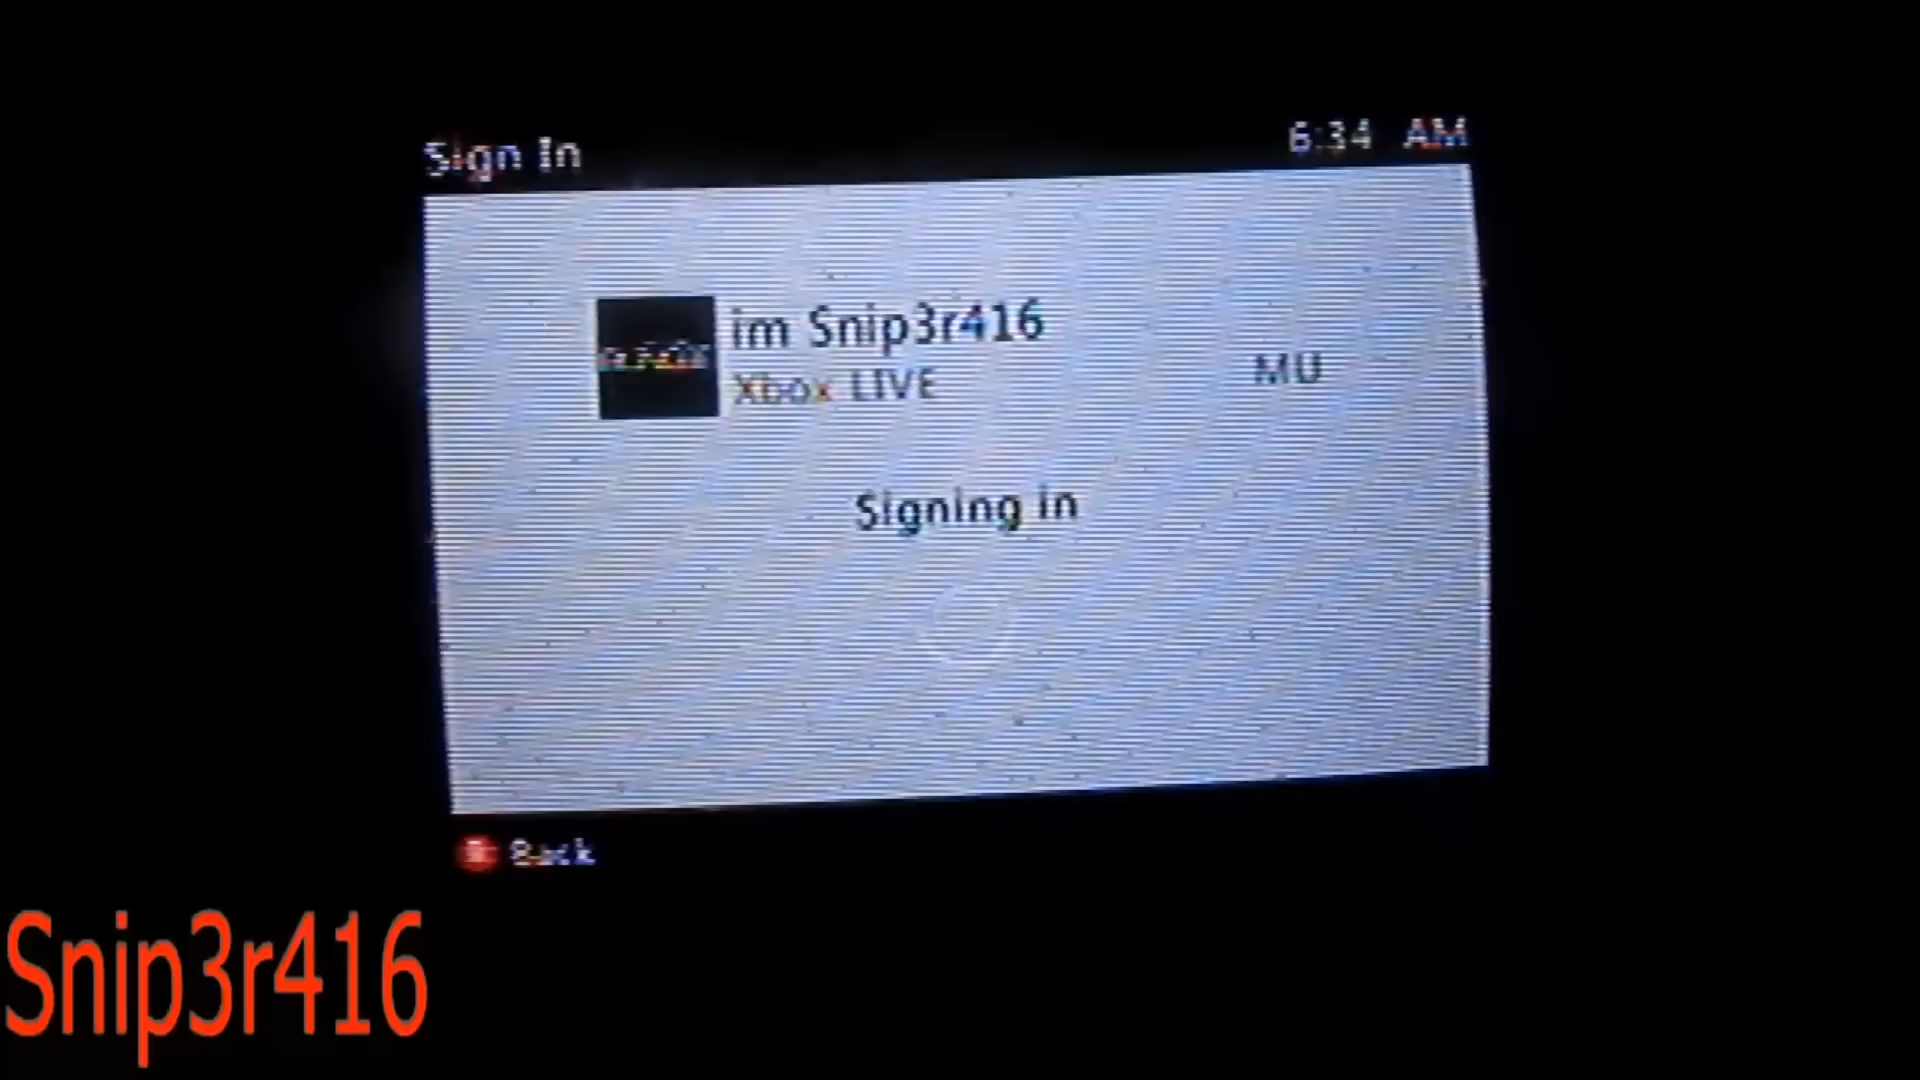 Sign In
6:34 AM
im Snip3r416
Xbox LIVE
MU
Signing in
Back
Snip3r416